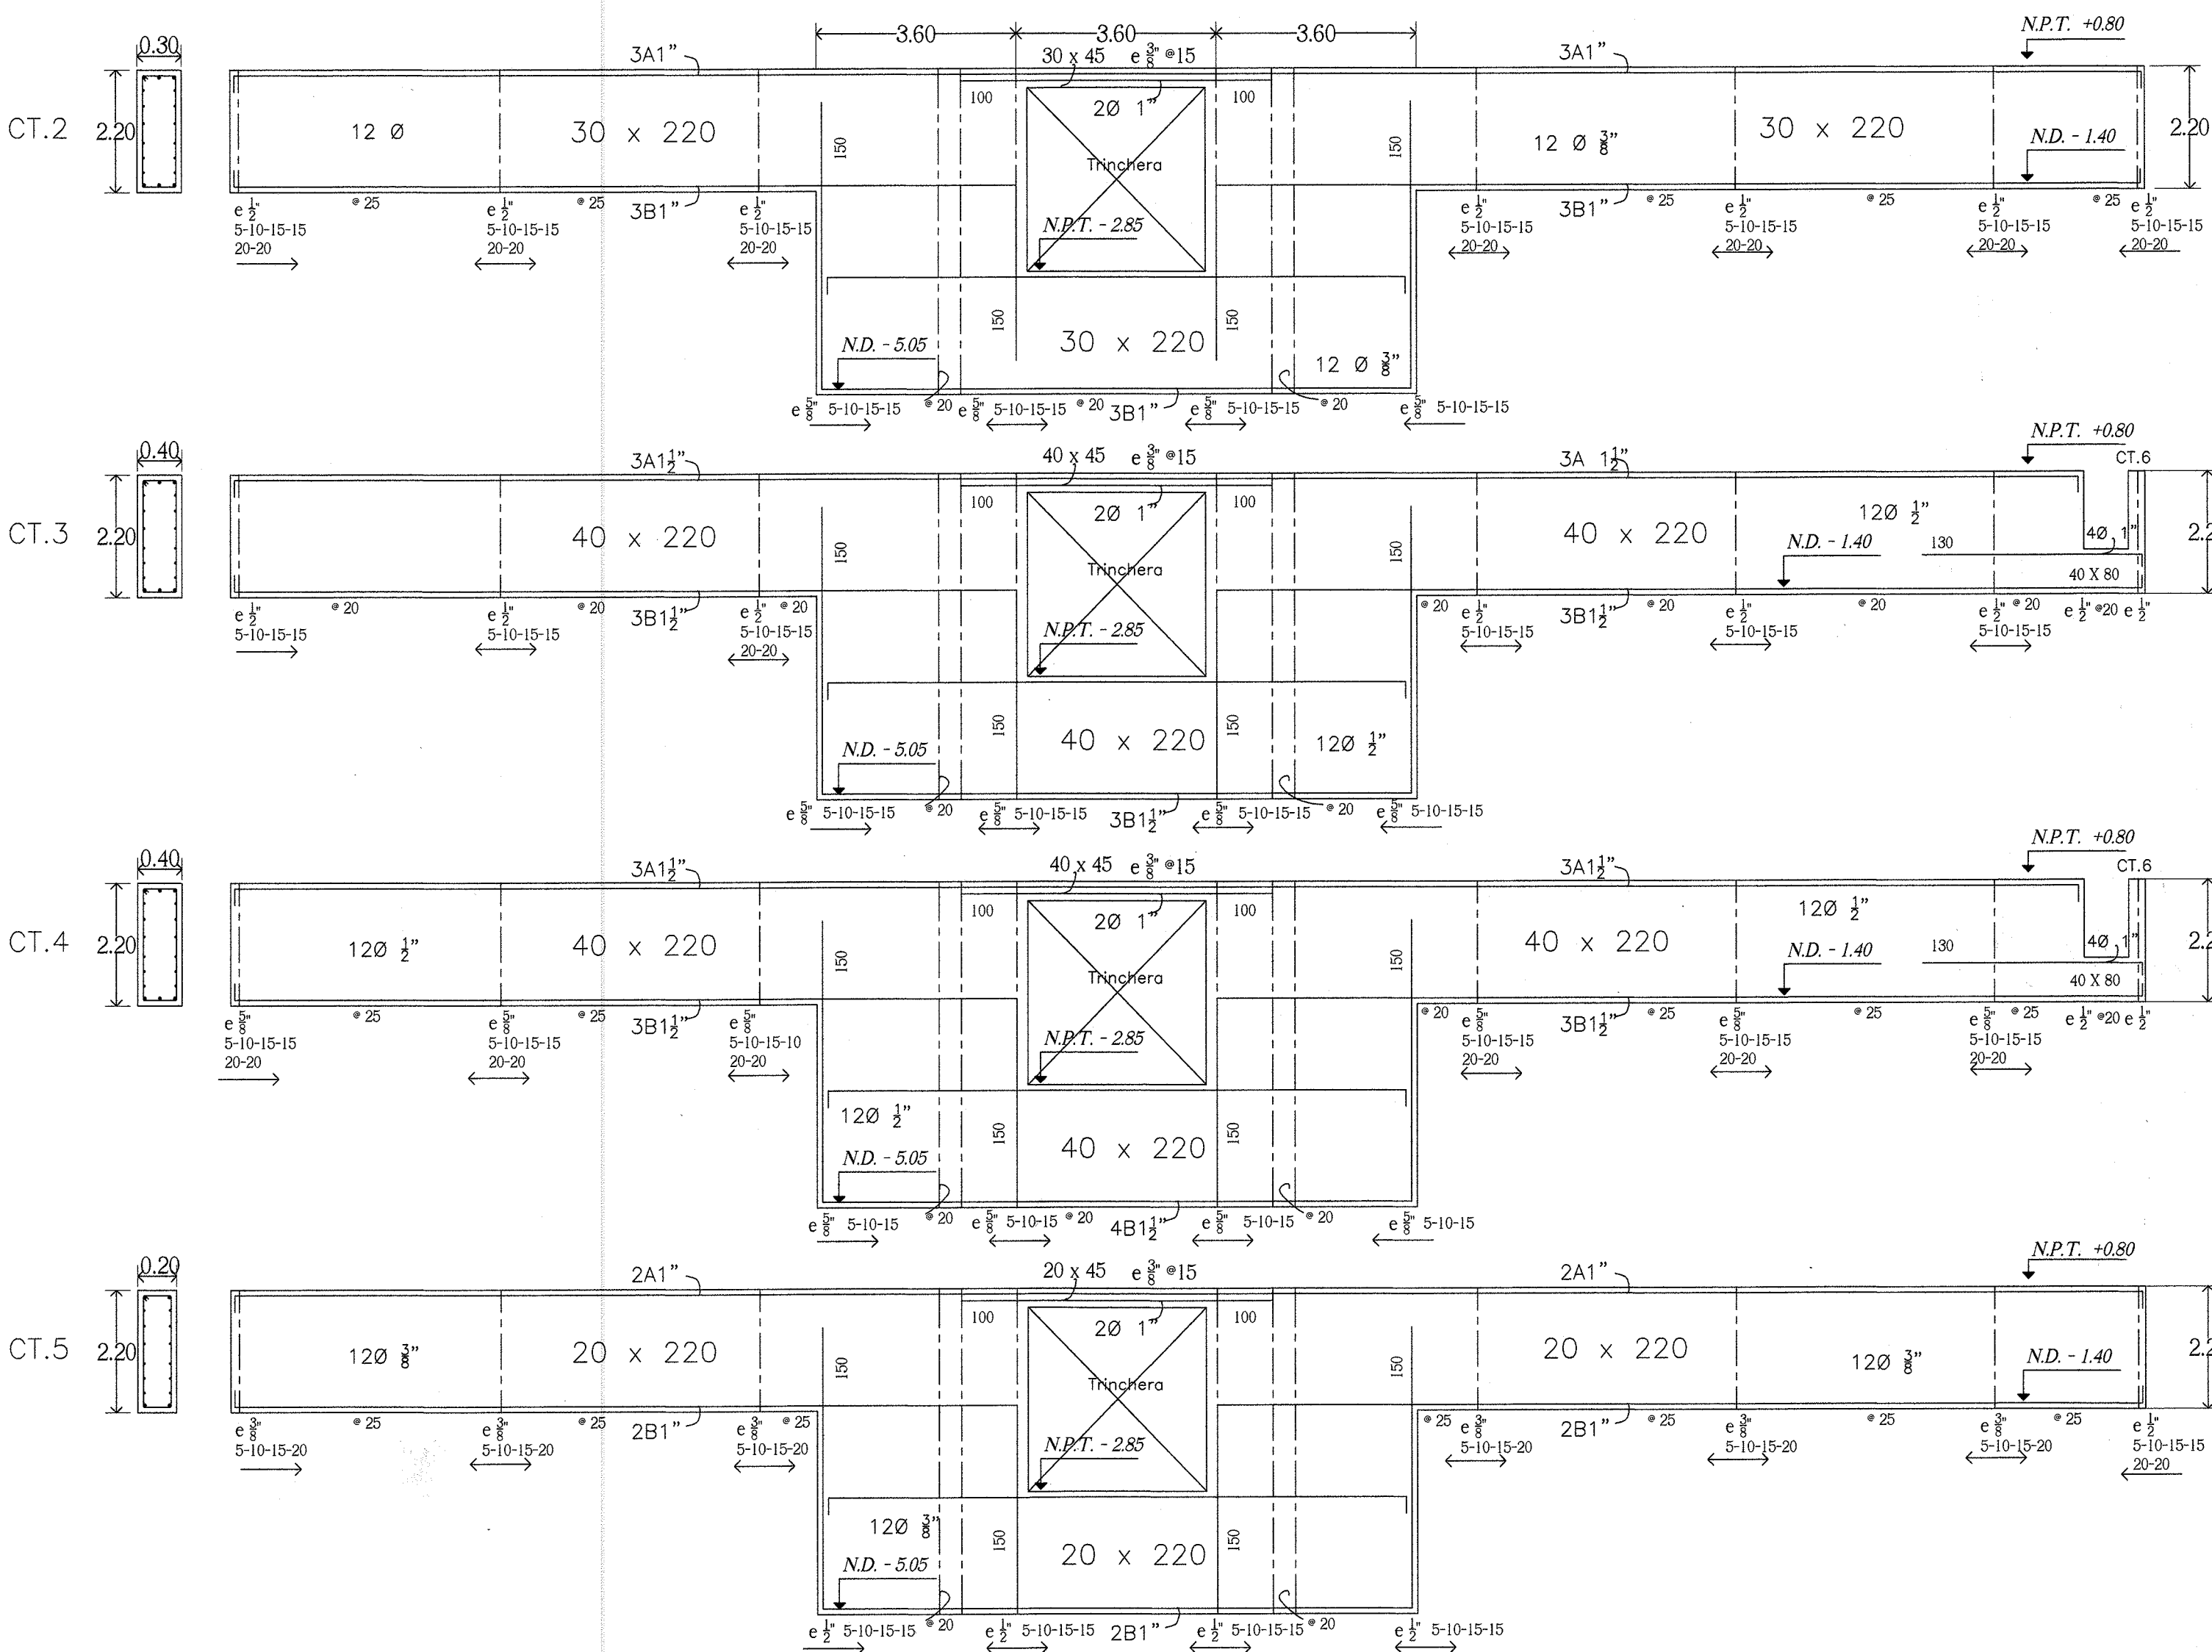 3.60 3.60 3.60
N.P.T. +0.80
0.30
3A1" 30 x 45 e 3/8" @15 3A1"
CT.2 2.20 12 Ø 30 x 220 100 2Ø 1" 100 12 Ø 3/8" 30 x 220 2.20
150 Trinchera 150 N.D. - 1.40
e 1/2" @ 25 e 1/2" @ 25 3B1" e 1/2" N.P.T. - 2.85 e 1/2" 3B1" @ 25 e 1/2" @ 25 e 1/2" @ 25 e 1/2"
5-10-15-15 5-10-15-15 5-10-15-15 5-10-15-15 5-10-15-15 5-10-15-15 5-10-15-15
20-20 20-20 20-20 20-20 20-20 20-20 20-20
150 150
N.D. - 5.05 30 x 220 12 Ø 3/8"
e 5/8" 5-10-15-15 @ 20 e 5/8" 5-10-15-15 @ 20 3B1" e 5/8" 5-10-15-15 @ 20 e 5/8" 5-10-15-15
N.P.T. +0.80
0.40
3A1 1/2" 40 x 45 e 3/8" @15 3A 1 1/2" CT.6
CT.3 2.20 40 x 220 100 2Ø 1" 100 40 x 220 12Ø 1/2" 4Ø 1" 2.2
150 Trinchera 150 N.D. - 1.40 130
40 X 80
e 1/2" @ 20 e 1/2" @ 20 3B1 1/2" e 1/2" @ 20 N.P.T. - 2.85 @ 20 e 1/2" 3B1 1/2" @ 20 e 1/2" @ 20 e 1/2" @ 20 e 1/2" @20 e 1/2"
5-10-15-15 5-10-15-15 5-10-15-15 5-10-15-15 5-10-15-15 5-10-15-15
20-20
150 150
N.D. - 5.05 40 x 220 12Ø 1/2"
e 5/8" 5-10-15-15 @ 20 e 5/8" 5-10-15-15 3B1 1/2" e 5/8" 5-10-15-15 @ 20 e 5/8" 5-10-15-15
N.P.T. +0.80
0.40
3A1 1/2" 40 x 45 e 3/8" @15 3A1 1/2" CT.6
CT.4 2.20 12Ø 1/2" 40 x 220 100 2Ø 1" 100 40 x 220 12Ø 1/2" 4Ø 1" 2.2
150 Trinchera 150 N.D. - 1.40 130
40 X 80
e 5/8" @ 25 e 5/8" @ 25 3B1 1/2" e 5/8" N.P.T. - 2.85 @ 20 e 5/8" 3B1 1/2" @ 25 e 5/8" @ 25 e 5/8" @ 25 e 1/2" @20 e 1/2"
5-10-15-15 5-10-15-15 5-10-15-10 5-10-15-15 5-10-15-15 5-10-15-15
20-20 20-20 20-20 20-20 20-20 20-20
12Ø 1/2" 150 150
N.D. - 5.05 40 x 220
e 5/8" 5-10-15 @ 20 e 5/8" 5-10-15 @ 20 4B1 1/2" e 5/8" 5-10-15 @ 20 e 5/8" 5-10-15
N.P.T. +0.80
0.20
2A1" 20 x 45 e 3/8" @15 2A1"
CT.5 2.20 12Ø 3/8" 20 x 220 100 2Ø 1" 100 20 x 220 12Ø 3/8" N.D. - 1.40 2.2
150 Trinchera 150
e 3/8" @ 25 e 3/8" @ 25 2B1" e 3/8" @ 25 N.P.T. - 2.85 @ 25 e 3/8" 2B1" @ 25 e 3/8" @ 25 e 3/8" @ 25 e 1/2"
5-10-15-20 5-10-15-20 5-10-15-20 5-10-15-20 5-10-15-20 5-10-15-20 5-10-15-15
20-20
12Ø 3/8" 150 150
N.D. - 5.05 20 x 220
e 1/2" 5-10-15-15 @ 20 e 1/2" 5-10-15-15 2B1" e 1/2" 5-10-15-15 @ 20 e 1/2" 5-10-15-15